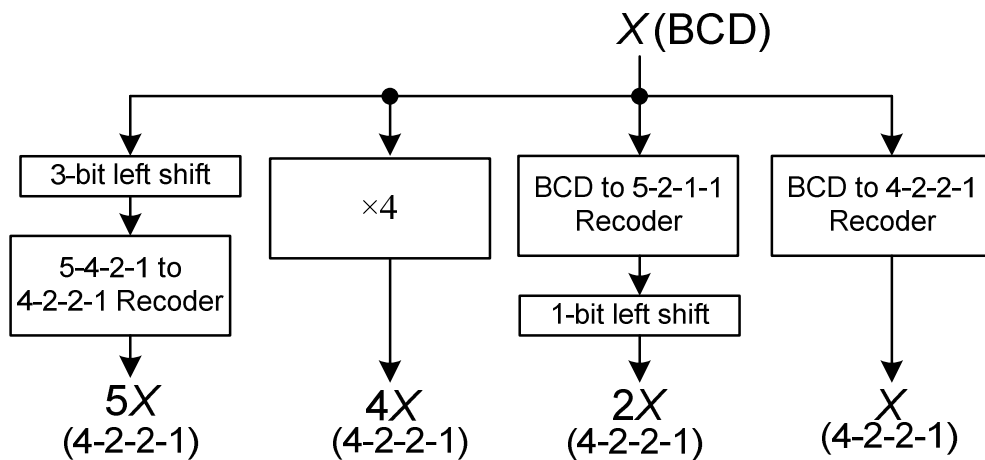 X (BCD)
3-bit left shift
5-4-2-1 to
4-2-2-1 Recoder
5X
(4-2-2-1)
×4
4X
(4-2-2-1)
BCD to 5-2-1-1
Recoder
1-bit left shift
2X
(4-2-2-1)
BCD to 4-2-2-1
Recoder
X
(4-2-2-1)